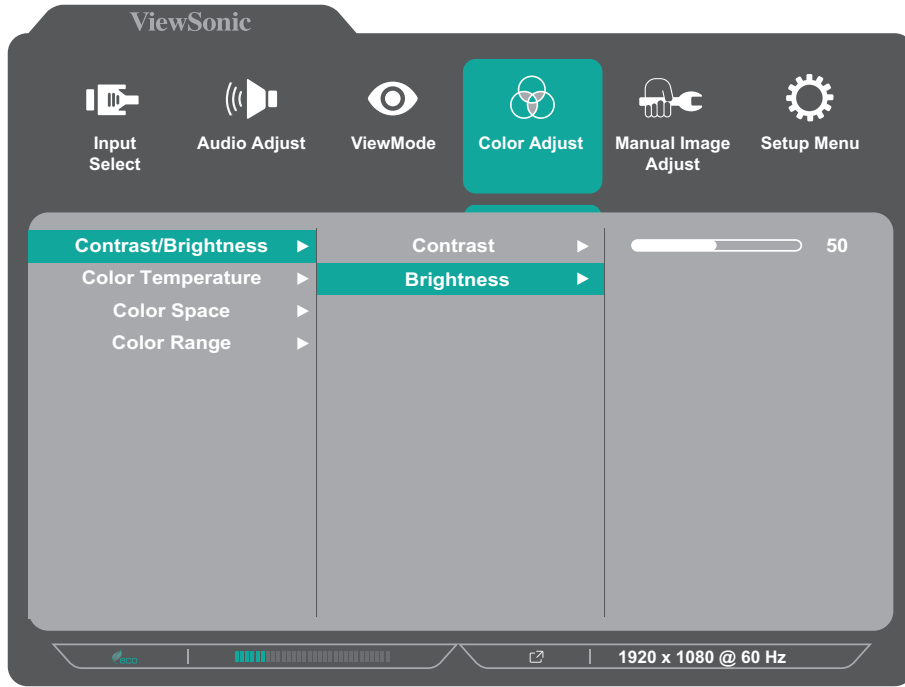 ViewSonic
Input
Select
Audio Adjust
ViewMode
Color Adjust
Manual Image
Adjust
Setup Menu
Contrast/Brightness
Contrast
50
Color Temperature
Brightness
Color Space
Color Range
eco
1920 x 1080 @ 60 Hz